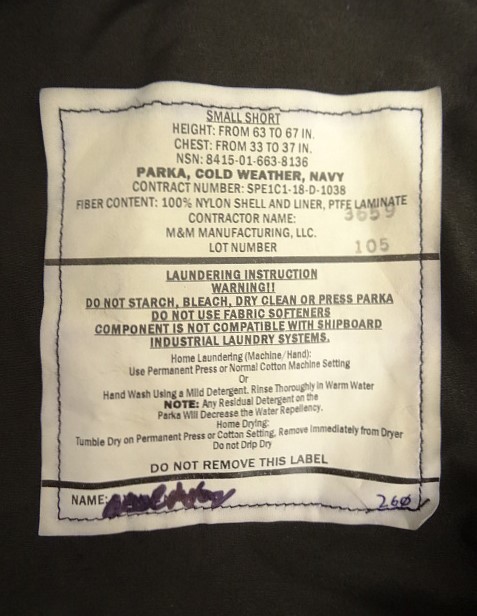 SMALL SHORT
HEIGHT: FROM 63 TO 67 IN.
CHEST: FROM 33 TO 37 IN.
NSN: 8415-01-663-8136
PARKA, COLD WEATHER, NAVY
CONTRACT NUMBER: SPE1C1-18-D-1038
FIBER CONTENT: 100% NYLON SHELL AND LINER, PTFE LAMINATE
CONTRACTOR NAME: 3659
M&M MANUFACTURING, LLC.
LOT NUMBER 105
LAUNDERING INSTRUCTION
WARNING!!
DO NOT STARCH, BLEACH, DRY CLEAN OR PRESS PARKA
DO NOT USE FABRIC SOFTENERS
COMPONENT IS NOT COMPATIBLE WITH SHIPBOARD
INDUSTRIAL LAUNDRY SYSTEMS.
Home Laundering (Machine/Hand):
Use Permanent Press or Normal Cotton Machine Setting
Or
Hand Wash Using a Mild Detergent. Rinse Thoroughly in Warm Water
NOTE: Any Residual Detergent on the
Parka Will Decrease the Water Repellency.
Home Drying:
Tumble Dry on Permanent Press or Cotton Setting, Remove Immediately from Dryer
Do not Drip Dry
DO NOT REMOVE THIS LABEL
NAME: 260